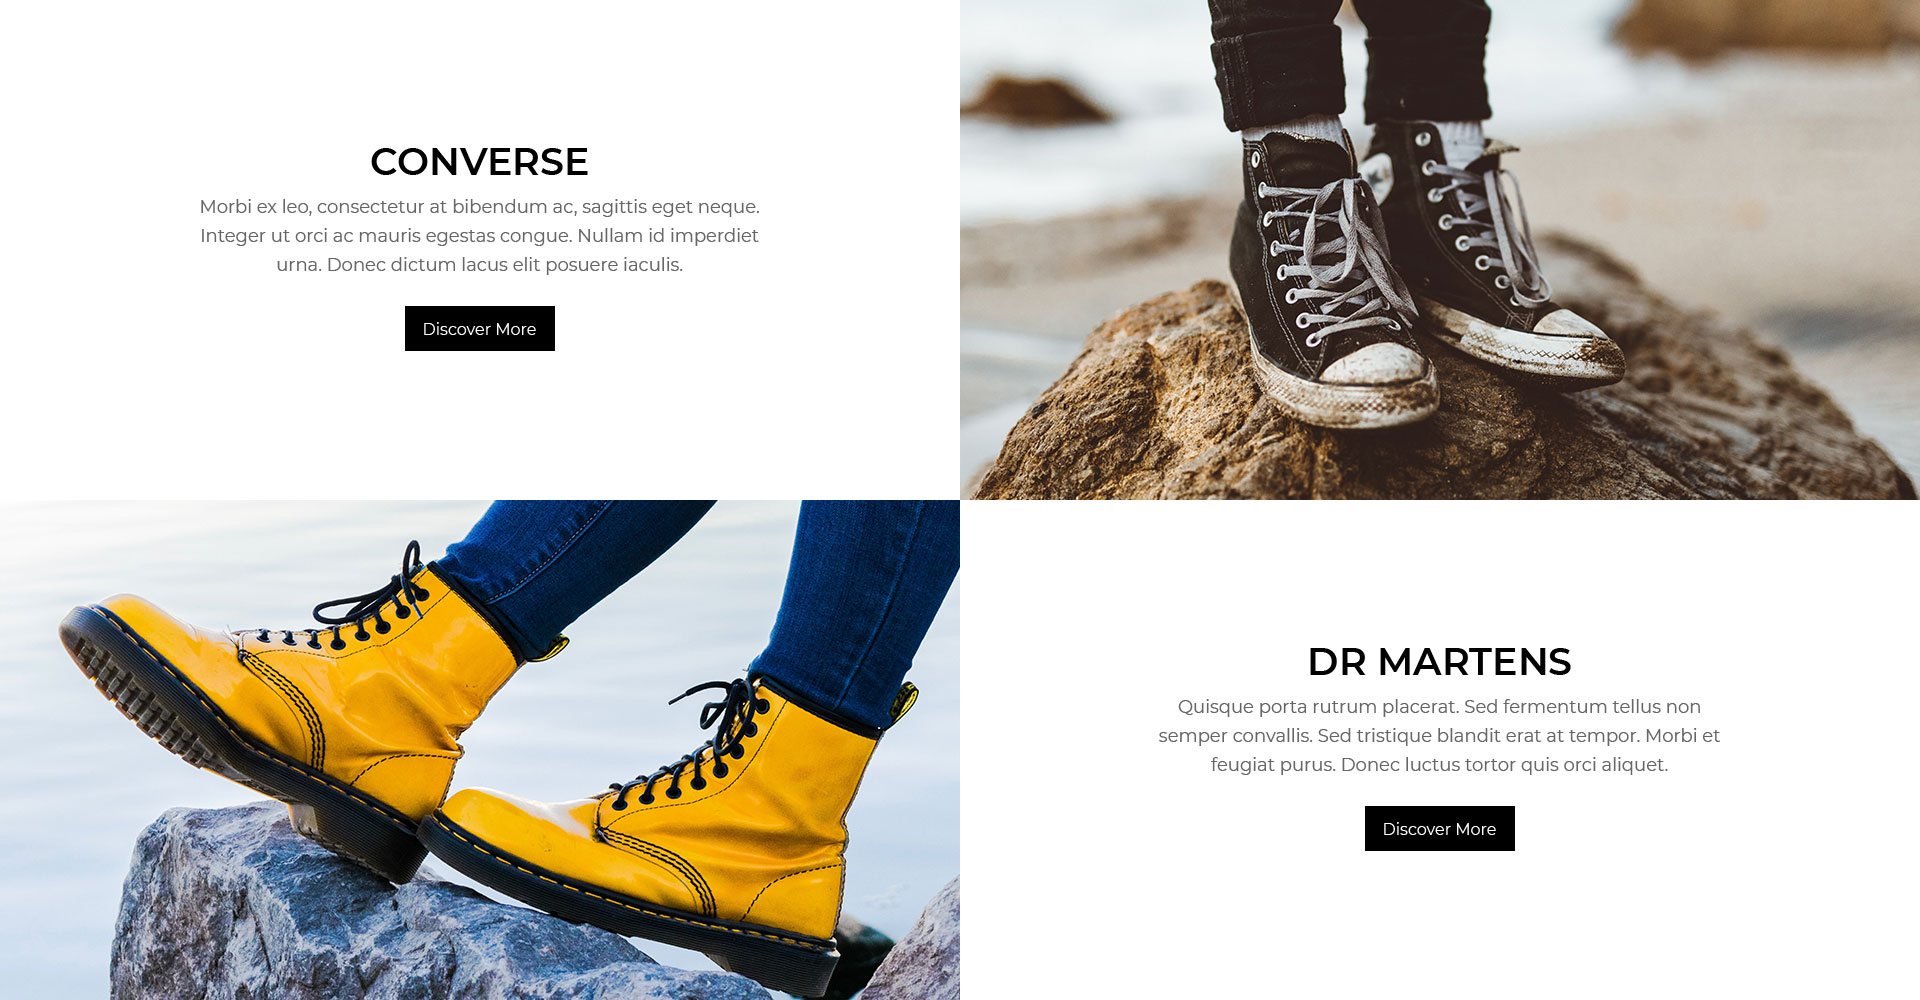 CONVERSE
Morbi ex leo, consectetur at bibendum ac, sagittis eget neque.
Integer ut orci ac mauris egestas congue. Nullam id imperdiet
urna. Donec dictum lacus elit posuere iaculis.
Discover More
DR MARTENS
Quisque porta rutrum placerat. Sed fermentum tellus non
semper convallis. Sed tristique blandit erat at tempor. Morbi et
feugiat purus. Donec luctus tortor quis orci aliquet.
Discover More